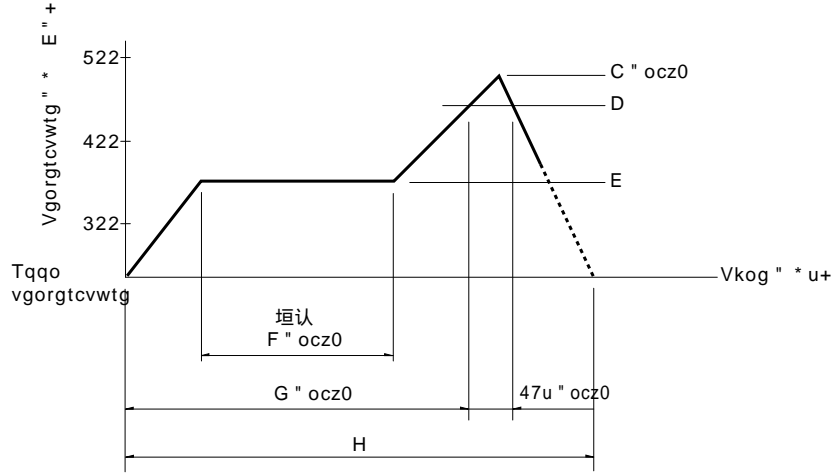 Vgorgtcvwtg" * E"+
522
422
322
C " ocz0
D
E
Tqqo
vgorgtcvwtg
Vkog " * u+
垣认
F " ocz0
G " ocz0
47u " ocz0
H